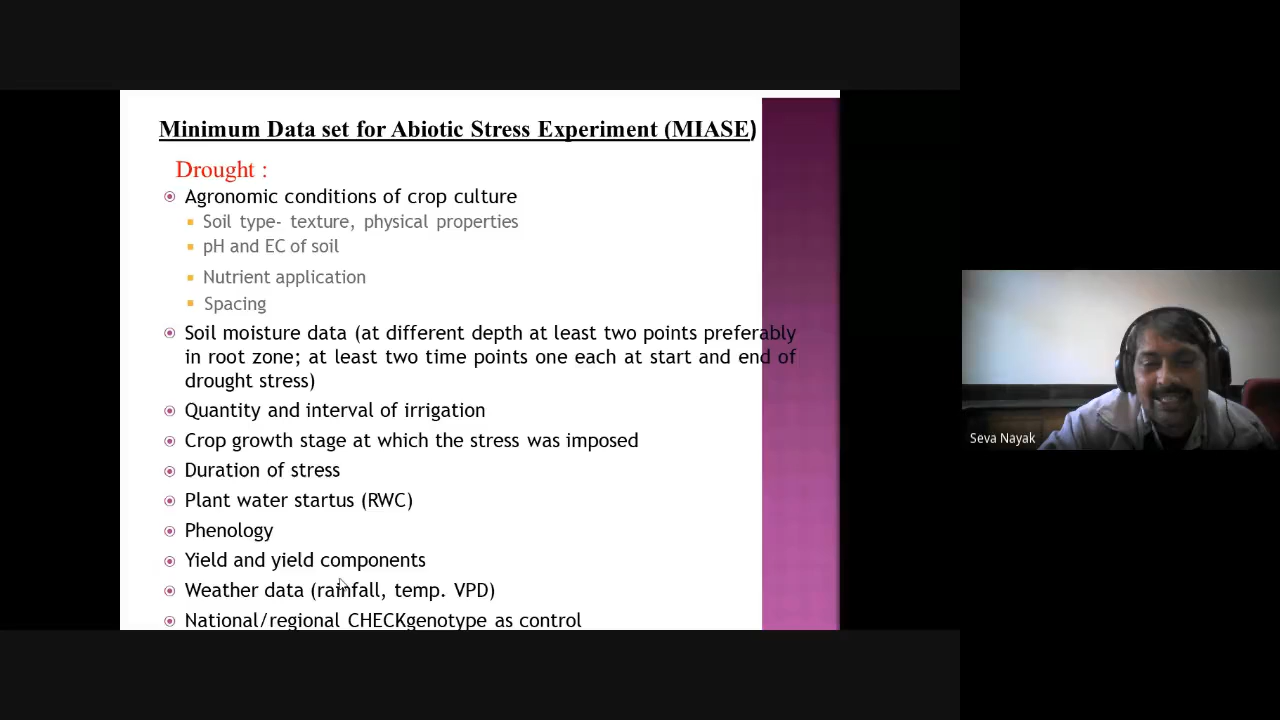 Minimum Data set for Abiotic Stress Experiment (MIASE)
Drought :
Agronomic conditions of crop culture
Soil type- texture, physical properties
pH and EC of soil
Nutrient application
Spacing
Soil moisture data (at different depth at least two points preferably
in root zone; at least two time points one each at start and end of
drought stress)
Quantity and interval of irrigation
Crop growth stage at which the stress was imposed
Duration of stress
Plant water startus (RWC)
Phenology
Yield and yield components
Weather data (rainfall, temp. VPD)
National/regional CHECKgenotype as control
Seva Nayak